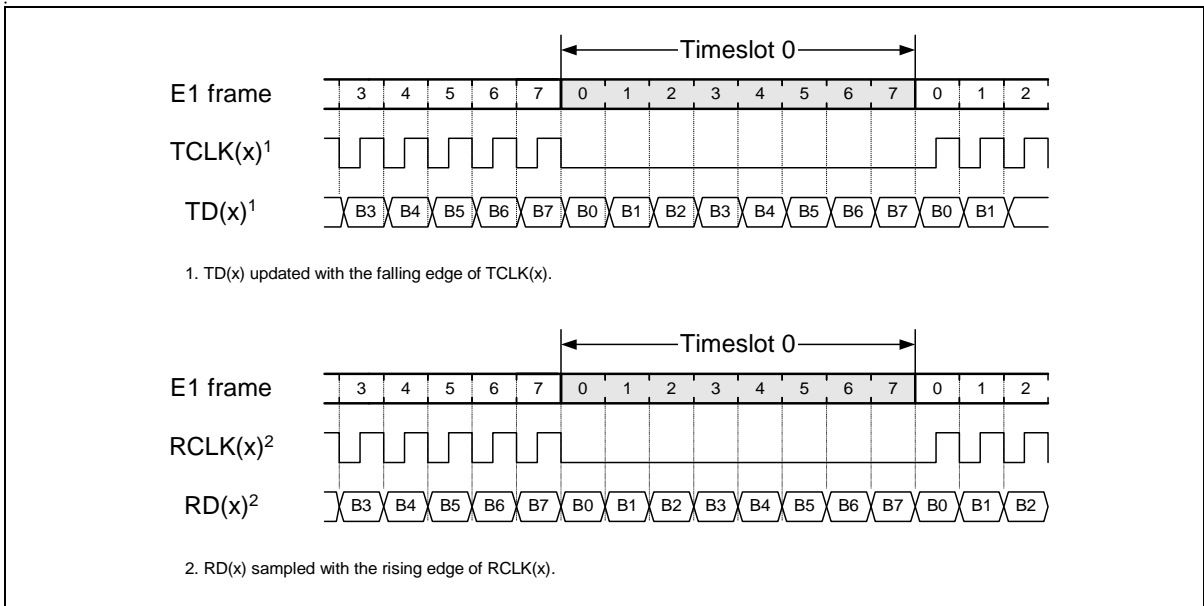 Timeslot 0
E1 frame 3 4 5 6 7 0 1 2 3 4 5 6 7 0 1 2
TCLK(x)1
TD(x)1 B3 B4 B5 B6 B7 B0 B1 B2 B3 B4 B5 B6 B7 B0 B1
1. TD(x) updated with the falling edge of TCLK(x).
Timeslot 0
E1 frame 3 4 5 6 7 0 1 2 3 4 5 6 7 0 1 2
RCLK(x)2
RD(x)2 B3 B4 B5 B6 B7 B0 B1 B2 B3 B4 B5 B6 B7 B0 B1 B2
2. RD(x) sampled with the rising edge of RCLK(x).